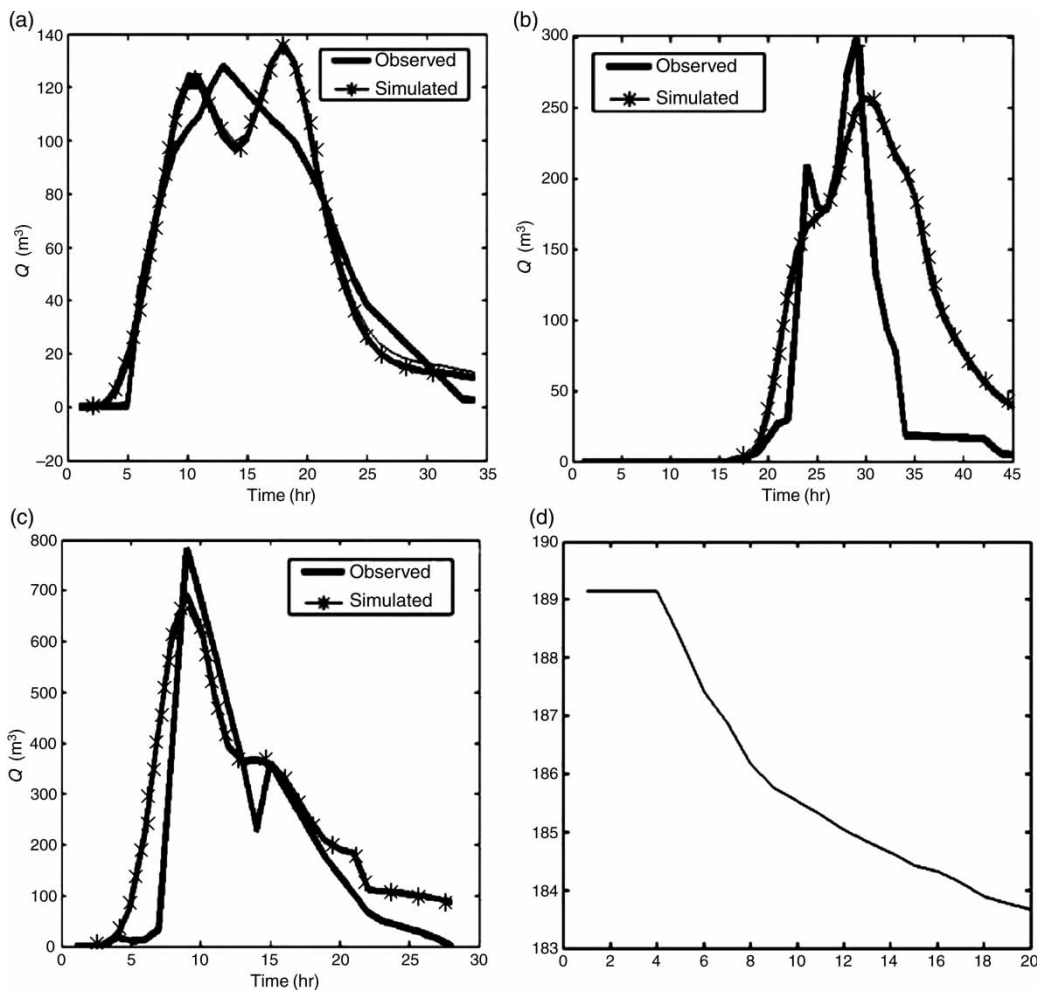 (a)
140
120
100
80
60
40
20
0
–20
Q (m³)
Observed
Simulated
0 5 10 15 20 25 30 35
Time (hr)
(b)
300
250
200
150
100
50
0
Q (m³)
Observed
Simulated
0 5 10 15 20 25 30 35 40 45
Time (hr)
(c)
800
700
600
500
400
300
200
100
0
Q (m³)
Observed
Simulated
0 5 10 15 20 25 30
Time (hr)
(d)
190
189
188
187
186
185
184
183
0 2 4 6 8 10 12 14 16 18 20